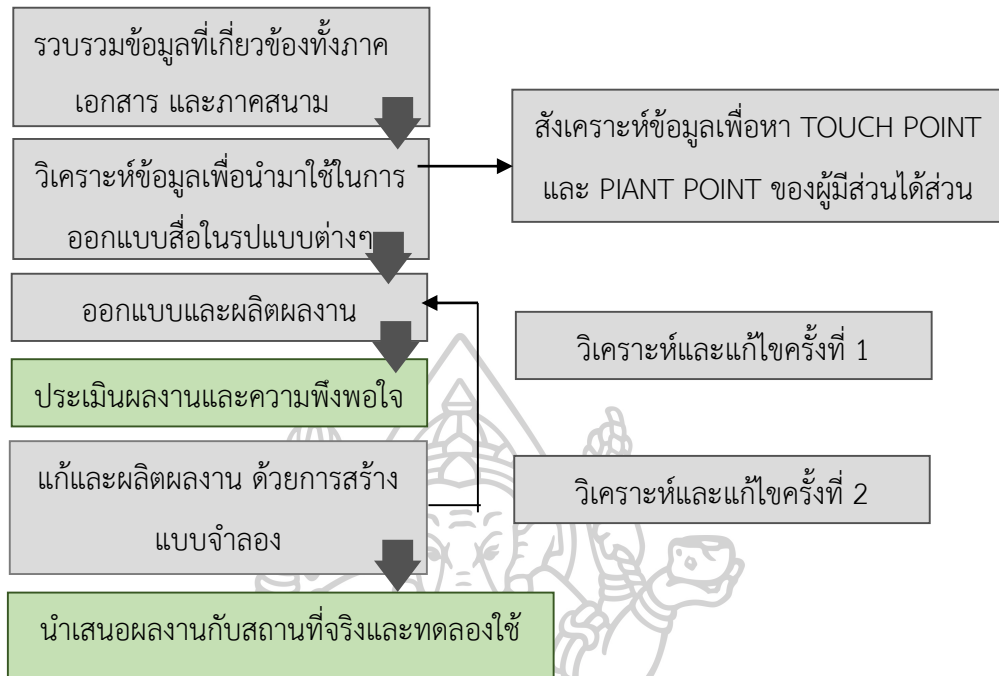 รวบรวมข้อมูลที่เกี่ยวข้องทั้งภาค
เอกสาร และภาคสนาม
สังเคราะห์ข้อมูลเพื่อหา TOUCH POINT
และ PIANT POINT ของผู้มีส่วนได้ส่วน
วิเคราะห์ข้อมูลเพื่อนำมาใช้ในการ
ออกแบบสื่อในรปแบบต่างๆ
ออกแบบและผลิตผลงาน
วิเคราะห์และแก้ไขครั้งที่ 1
ประเมินผลงานและความพึงพอใจ
แก้และผลิตผลงาน ด้วยการสร้าง
แบบจำลอง
วิเคราะห์และแก้ไขครั้งที่ 2
นำเสนอผลงานกับสถานที่จริงและทดลองใช้